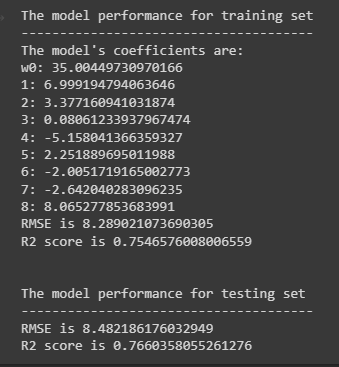 The model performance for training set
--------------------------------------
The model's coefficients are:
w0: 35.00449730970166
1: 6.999194794063646
2: 3.377160941031874
3: 0.08061233937967474
4: -5.158041366359327
5: 2.251889695011988
6: -2.0051719165002773
7: -2.642040283096235
8: 8.065277853683991
RMSE is 8.289021073690305
R2 score is 0.7546576008006559
The model performance for testing set
--------------------------------------
RMSE is 8.482186176032949
R2 score is 0.7660358055261276